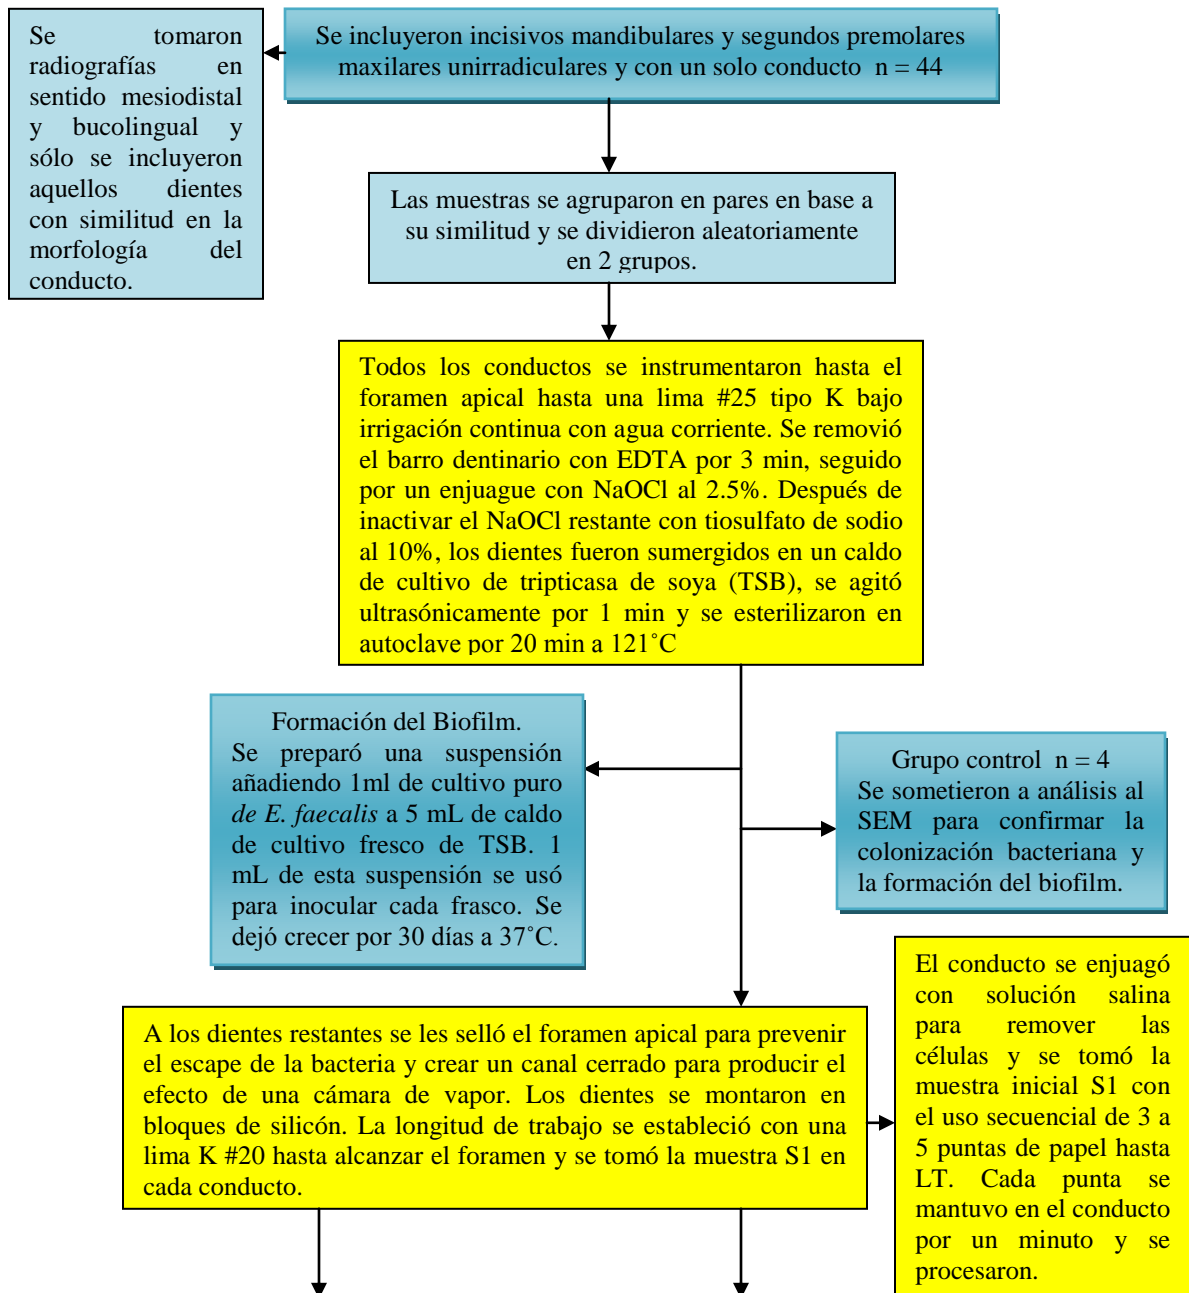 Se tomaron
radiografías en
sentido mesiodistal
y bucolingual y
sólo se incluyeron
aquellos dientes
con similitud en la
morfología del
conducto.
Se incluyeron incisivos mandibulares y segundos premolares
maxilares unirradiculares y con un solo conducto n = 44
Las muestras se agruparon en pares en base a
su similitud y se dividieron aleatoriamente
en 2 grupos.
Todos los conductos se instrumentaron hasta el
foramen apical hasta una lima #25 tipo K bajo
irrigación continua con agua corriente. Se removió
el barro dentinario con EDTA por 3 min, seguido
por un enjuague con NaOCl al 2.5%. Después de
inactivar el NaOCl restante con tiosulfato de sodio
al 10%, los dientes fueron sumergidos en un caldo
de cultivo de tripticasa de soya (TSB), se agitó
ultrasónicamente por 1 min y se esterilizaron en
autoclave por 20 min a 121˚C
Formación del Biofilm.
Se preparó una suspensión
añadiendo 1ml de cultivo puro
de E. faecalis a 5 mL de caldo
de cultivo fresco de TSB. 1
mL de esta suspensión se usó
para inocular cada frasco. Se
dejó crecer por 30 días a 37˚C.
Grupo control n = 4
Se sometieron a análisis al
SEM para confirmar la
colonización bacteriana y
la formación del biofilm.
A los dientes restantes se les selló el foramen apical para prevenir
el escape de la bacteria y crear un canal cerrado para producir el
efecto de una cámara de vapor. Los dientes se montaron en
bloques de silicón. La longitud de trabajo se estableció con una
lima K #20 hasta alcanzar el foramen y se tomó la muestra S1 en
cada conducto.
El conducto se enjuagó
con solución salina
para remover las
células y se tomó la
muestra inicial S1 con
el uso secuencial de 3 a
5 puntas de papel hasta
LT. Cada punta se
mantuvo en el conducto
por un minuto y se
procesaron.